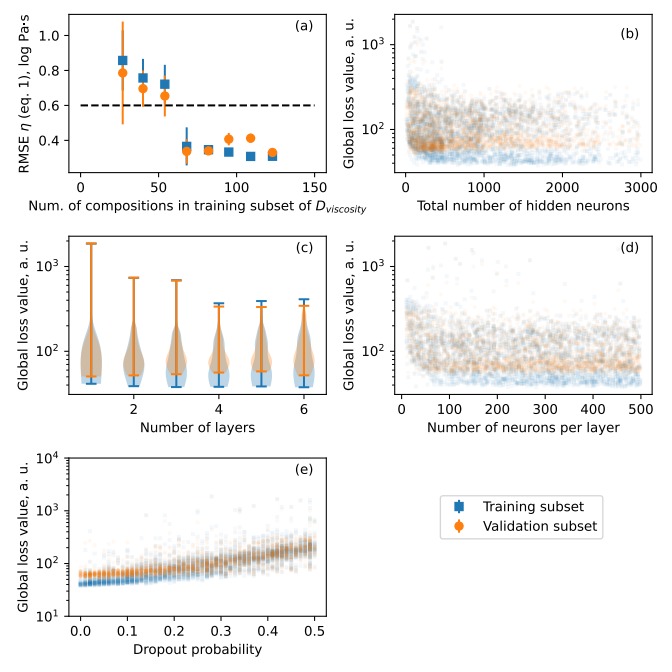 (a)
RMSE η (eq. 1), log Pa·s
1.0
0.8
0.6
0.4
0 50 100 150
Num. of compositions in training subset of D_viscosity
(b)
Global loss value, a. u.
10³
10²
0 1000 2000 3000
Total number of hidden neurons
(c)
Global loss value, a. u.
10³
10²
2 4 6
Number of layers
(d)
Global loss value, a. u.
10³
10²
0 100 200 300 400 500
Number of neurons per layer
(e)
Global loss value, a. u.
10⁴
10³
10²
10¹
0.0 0.1 0.2 0.3 0.4 0.5
Dropout probability
Training subset
Validation subset